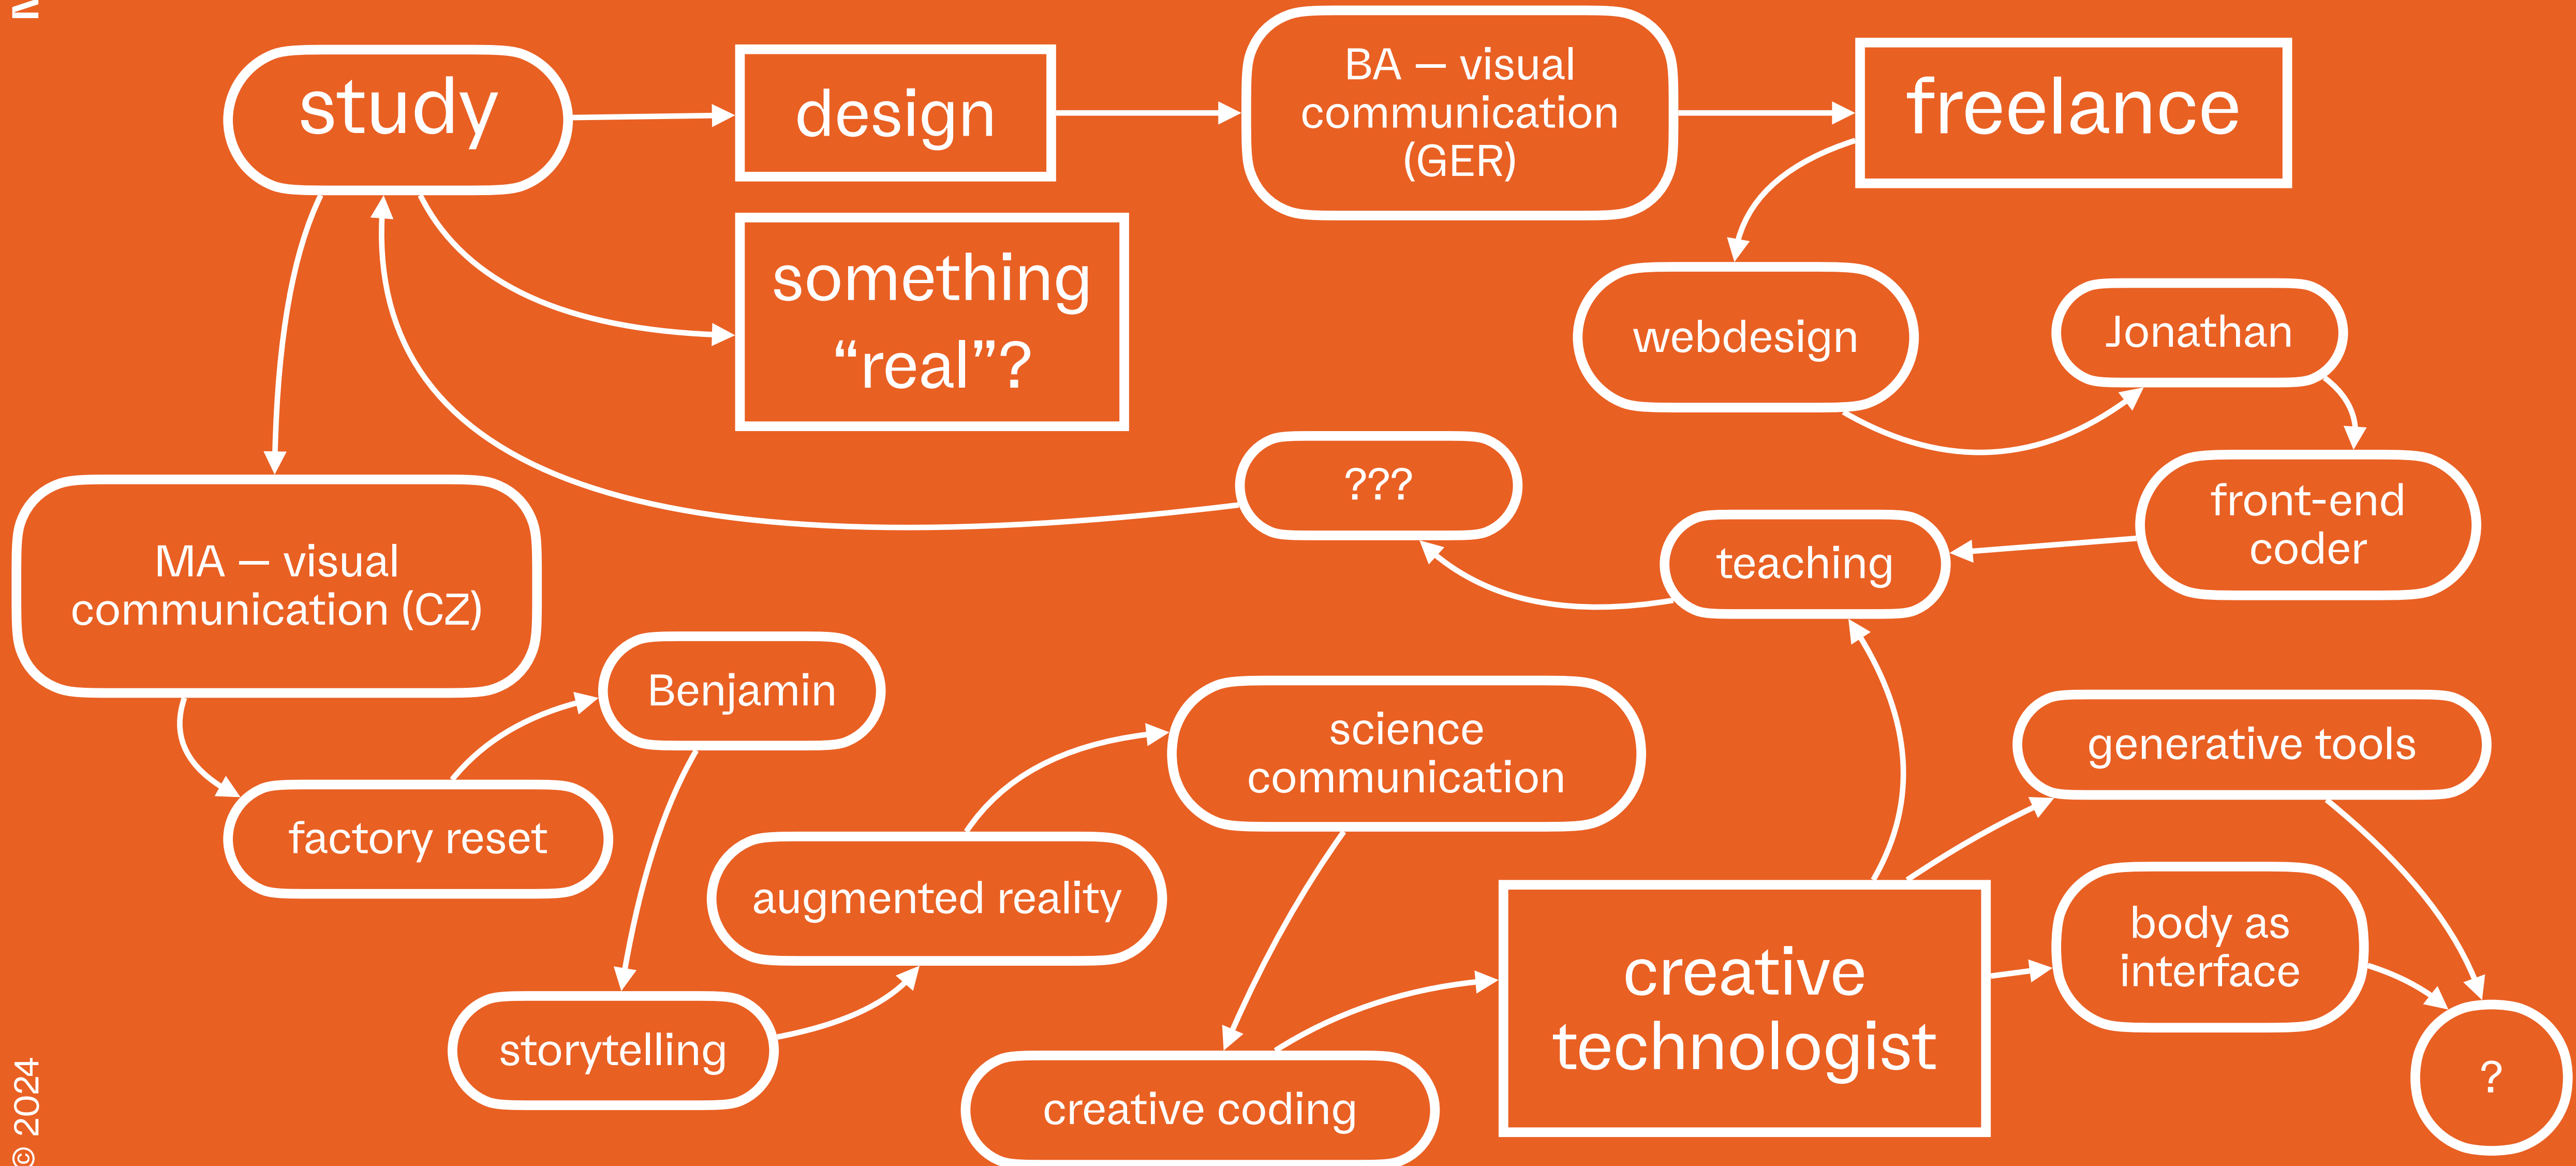 study
design
BA – visual
communication
(GER)
freelance
something
“real”?
webdesign
Jonathan
???
front-end
coder
teaching
MA – visual
communication (CZ)
Benjamin
science
communication
generative tools
factory reset
augmented reality
body as
interface
creative
technologist
storytelling
creative coding
?
© 2024